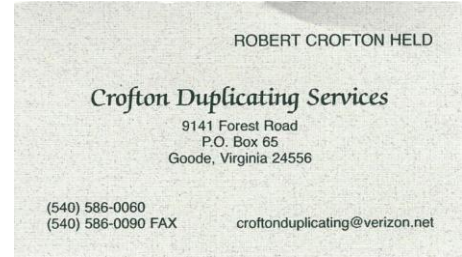 ROBERT CROFTON HELD
Crofton Duplicating Services
9141 Forest Road
P.O. Box 65
Goode, Virginia 24556
(540) 586-0060
(540) 586-0090 FAX croftonduplicating@verizon.net